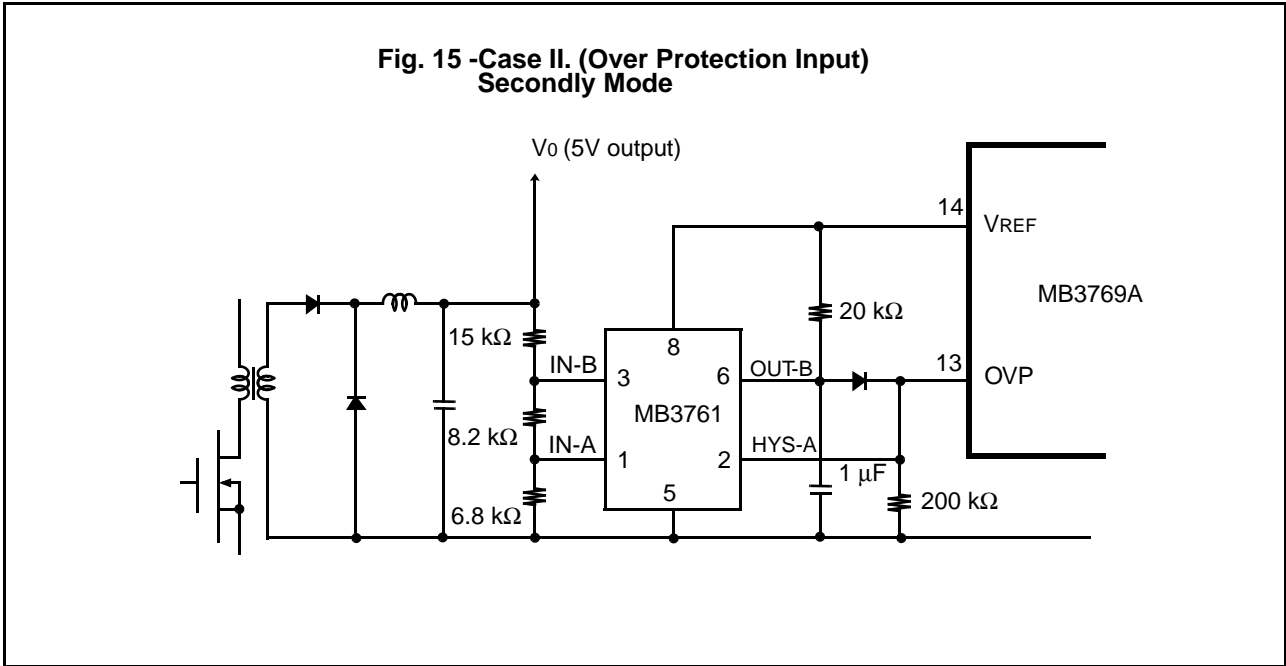 Fig. 15 -Case II. (Over Protection Input)
Secondly Mode
V0 (5V output)
14
VREF
MB3769A
20 kΩ
15 kΩ
8
IN-B
3
6
OUT-B
13
OVP
MB3761
8.2 kΩ
IN-A
1
2
HYS-A
1 µF
5
200 kΩ
6.8 kΩ